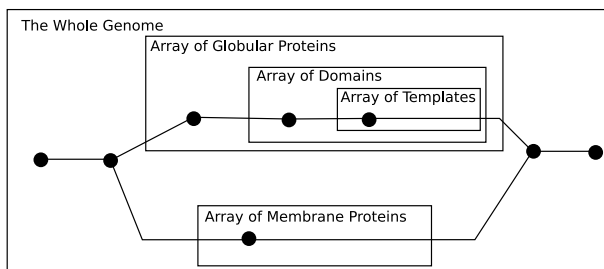 The Whole Genome
Array of Globular Proteins
Array of Domains
Array of Templates
Array of Membrane Proteins